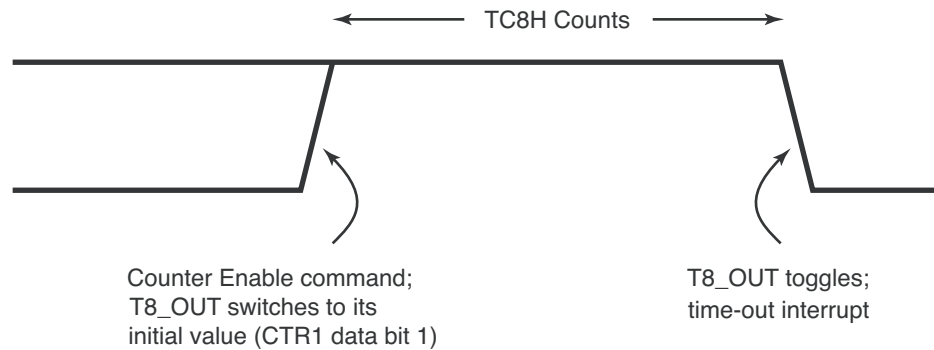 TC8H Counts
Counter Enable command;
T8_OUT switches to its
initial value (CTR1 data bit 1)
T8_OUT toggles;
time-out interrupt